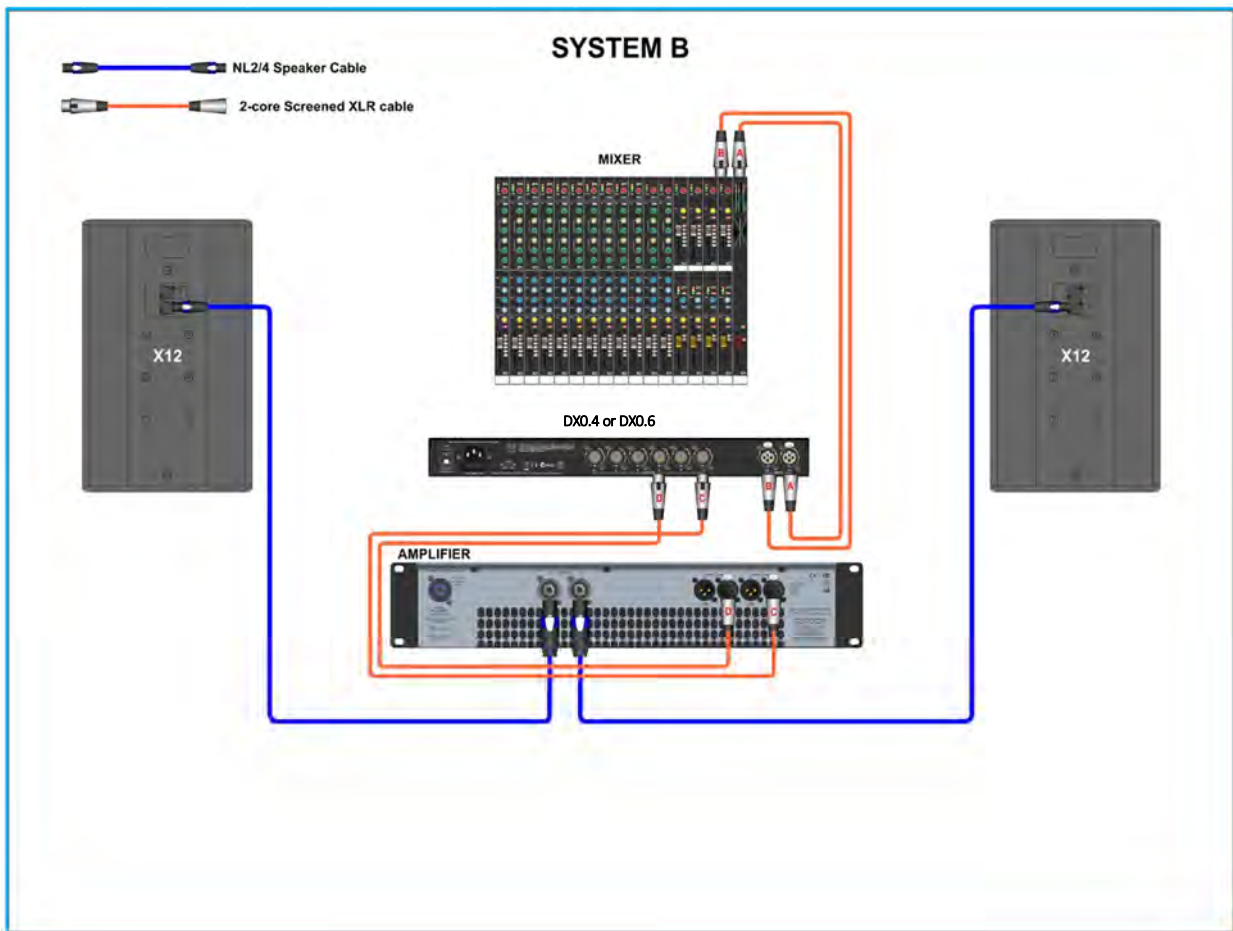 SYSTEM B
NL2/4 Speaker Cable
2-core Screened XLR cable
B A
MIXER
X12
X12
DX0.4 or DX0.6
D C B A
AMPLIFIER
D C